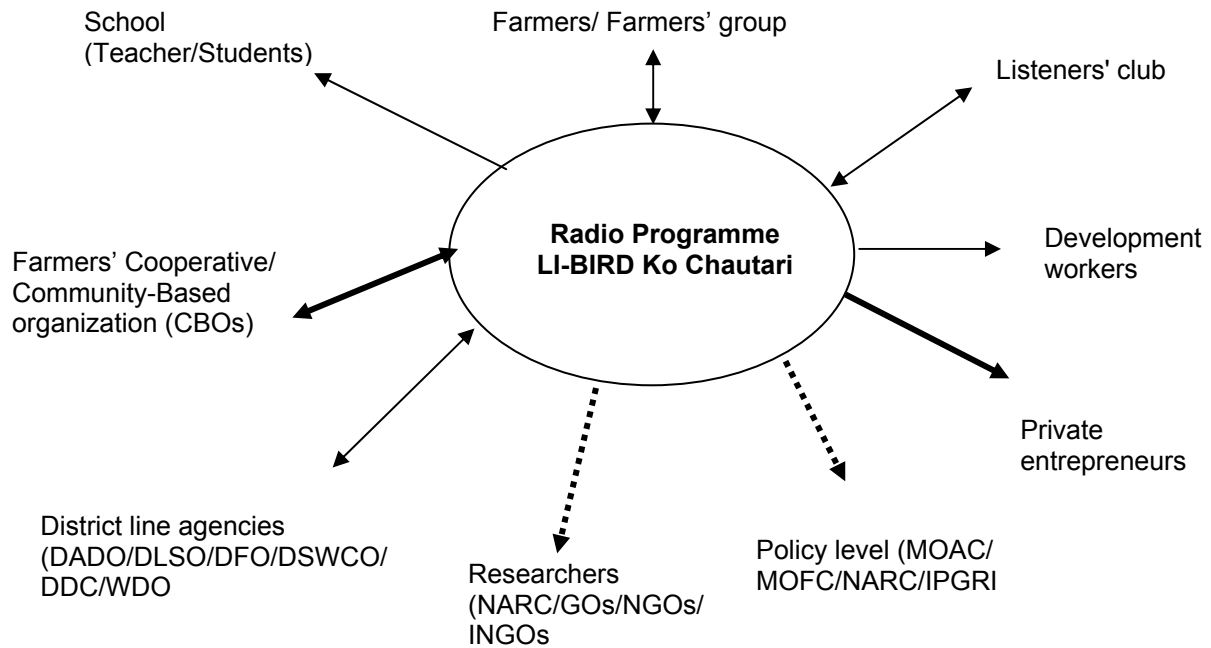 School
(Teacher/Students)
Farmers/ Farmers’ group
Listeners' club
Radio Programme
LI-BIRD Ko Chautari
Development
workers
Farmers’ Cooperative/
Community-Based
organization (CBOs)
Private
entrepreneurs
District line agencies
(DADO/DLSO/DFO/DSWCO/
DDC/WDO
Researchers
(NARC/GOs/NGOs/
INGOs
Policy level (MOAC/
MOFC/NARC/IPGRI